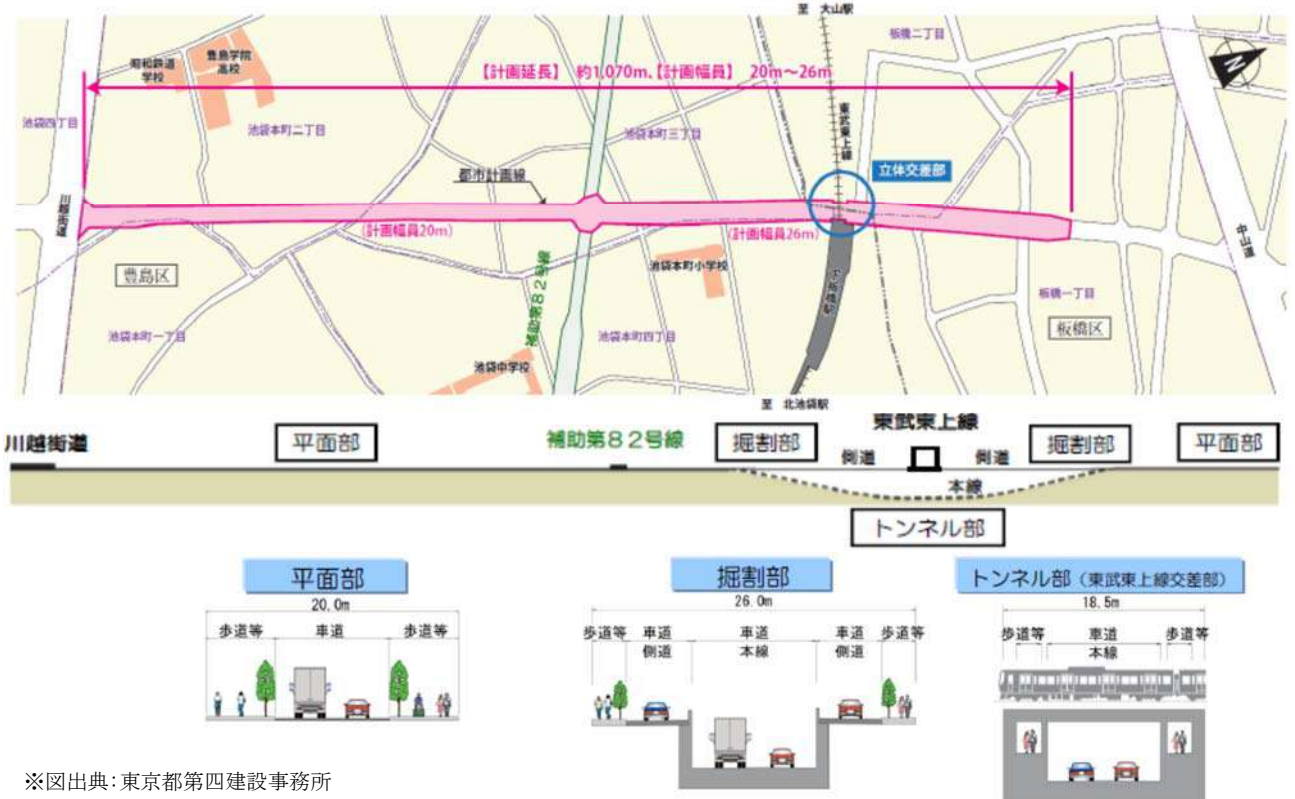 至 大山駅
板橋二丁目
昭和鉄道
学校
豊島学院
高校
【計画延長】 約1,070m、【計画幅員】 20m～26m
N
池袋四丁目
池袋本町二丁目
池袋本町三丁目
東武東上線
立体交差部
都市計画線
川越街道
(計画幅員20m)
(計画幅員26m)
中山道
豊島区
池袋本町小学校
下板橋駅
補助第82号線
板橋一丁目
板橋区
池袋本町一丁目
池袋本町四丁目
池袋中学校
至 北池袋駅
川越街道
平面部
補助第82号線
掘割部
東武東上線
側道
側道
掘割部
平面部
本線
トンネル部
平面部
20.0m
歩道等 車道 歩道等
掘割部
26.0m
歩道等 車道 車道 車道 歩道等
側道 本線 側道
トンネル部（東武東上線交差部）
18.5m
歩道等 車道 歩道等
本線
※図出典：東京都第四建設事務所